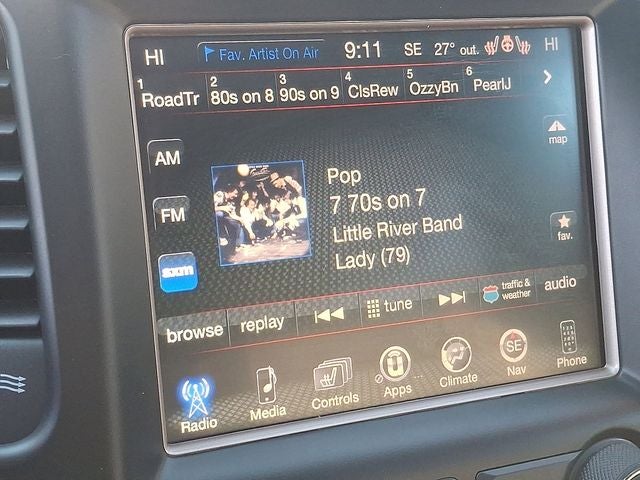 HI Fav. Artist On Air 9:11 SE 27° out. HI
1 RoadTr 2 80s on 8 3 90s on 9 4 ClsRew 5 OzzyBn 6 PearlJ
AM
map
FM
Pop
7 70s on 7
Little River Band
Lady (79)
fav.
sxm
browse replay tune traffic & weather audio
Radio Media Controls Apps Climate SE Nav Phone